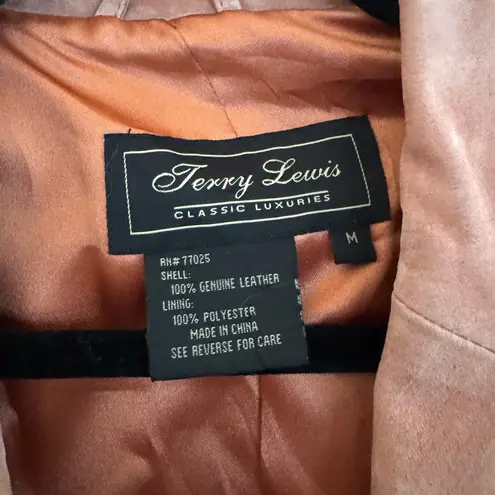 Terry Lewis
CLASSIC LUXURIES
M
RN# 77025
SHELL:
100% GENUINE LEATHER
LINING:
100% POLYESTER
MADE IN CHINA
SEE REVERSE FOR CARE